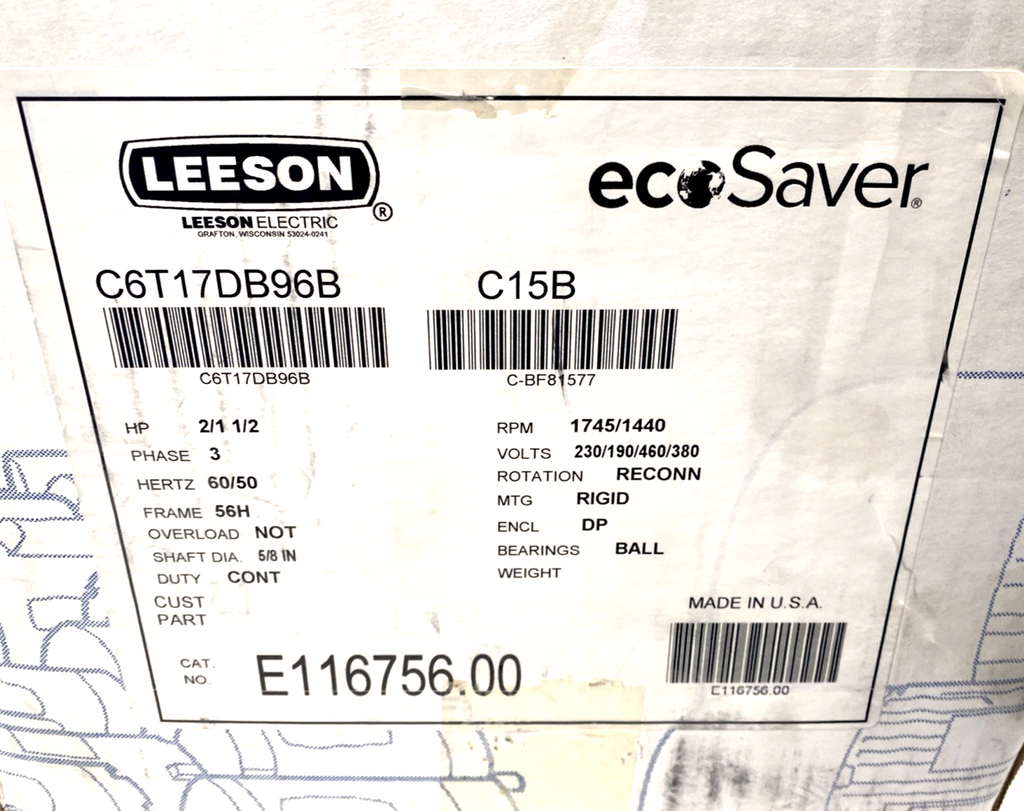 LEESON
®
LEESON ELECTRIC
GRAFTON, WISCONSIN 53024-0241
ecoSaver®
C6T17DB96B
C6T17DB96B
C15B
C-BF81577
HP 2/1 1/2
PHASE 3
HERTZ 60/50
FRAME 56H
OVERLOAD NOT
SHAFT DIA. 5/8 IN
DUTY CONT
CUST
PART
RPM 1745/1440
VOLTS 230/190/460/380
ROTATION RECONN
MTG RIGID
ENCL DP
BEARINGS BALL
WEIGHT
MADE IN U.S.A.
CAT.
NO. E116756.00
E116756.00